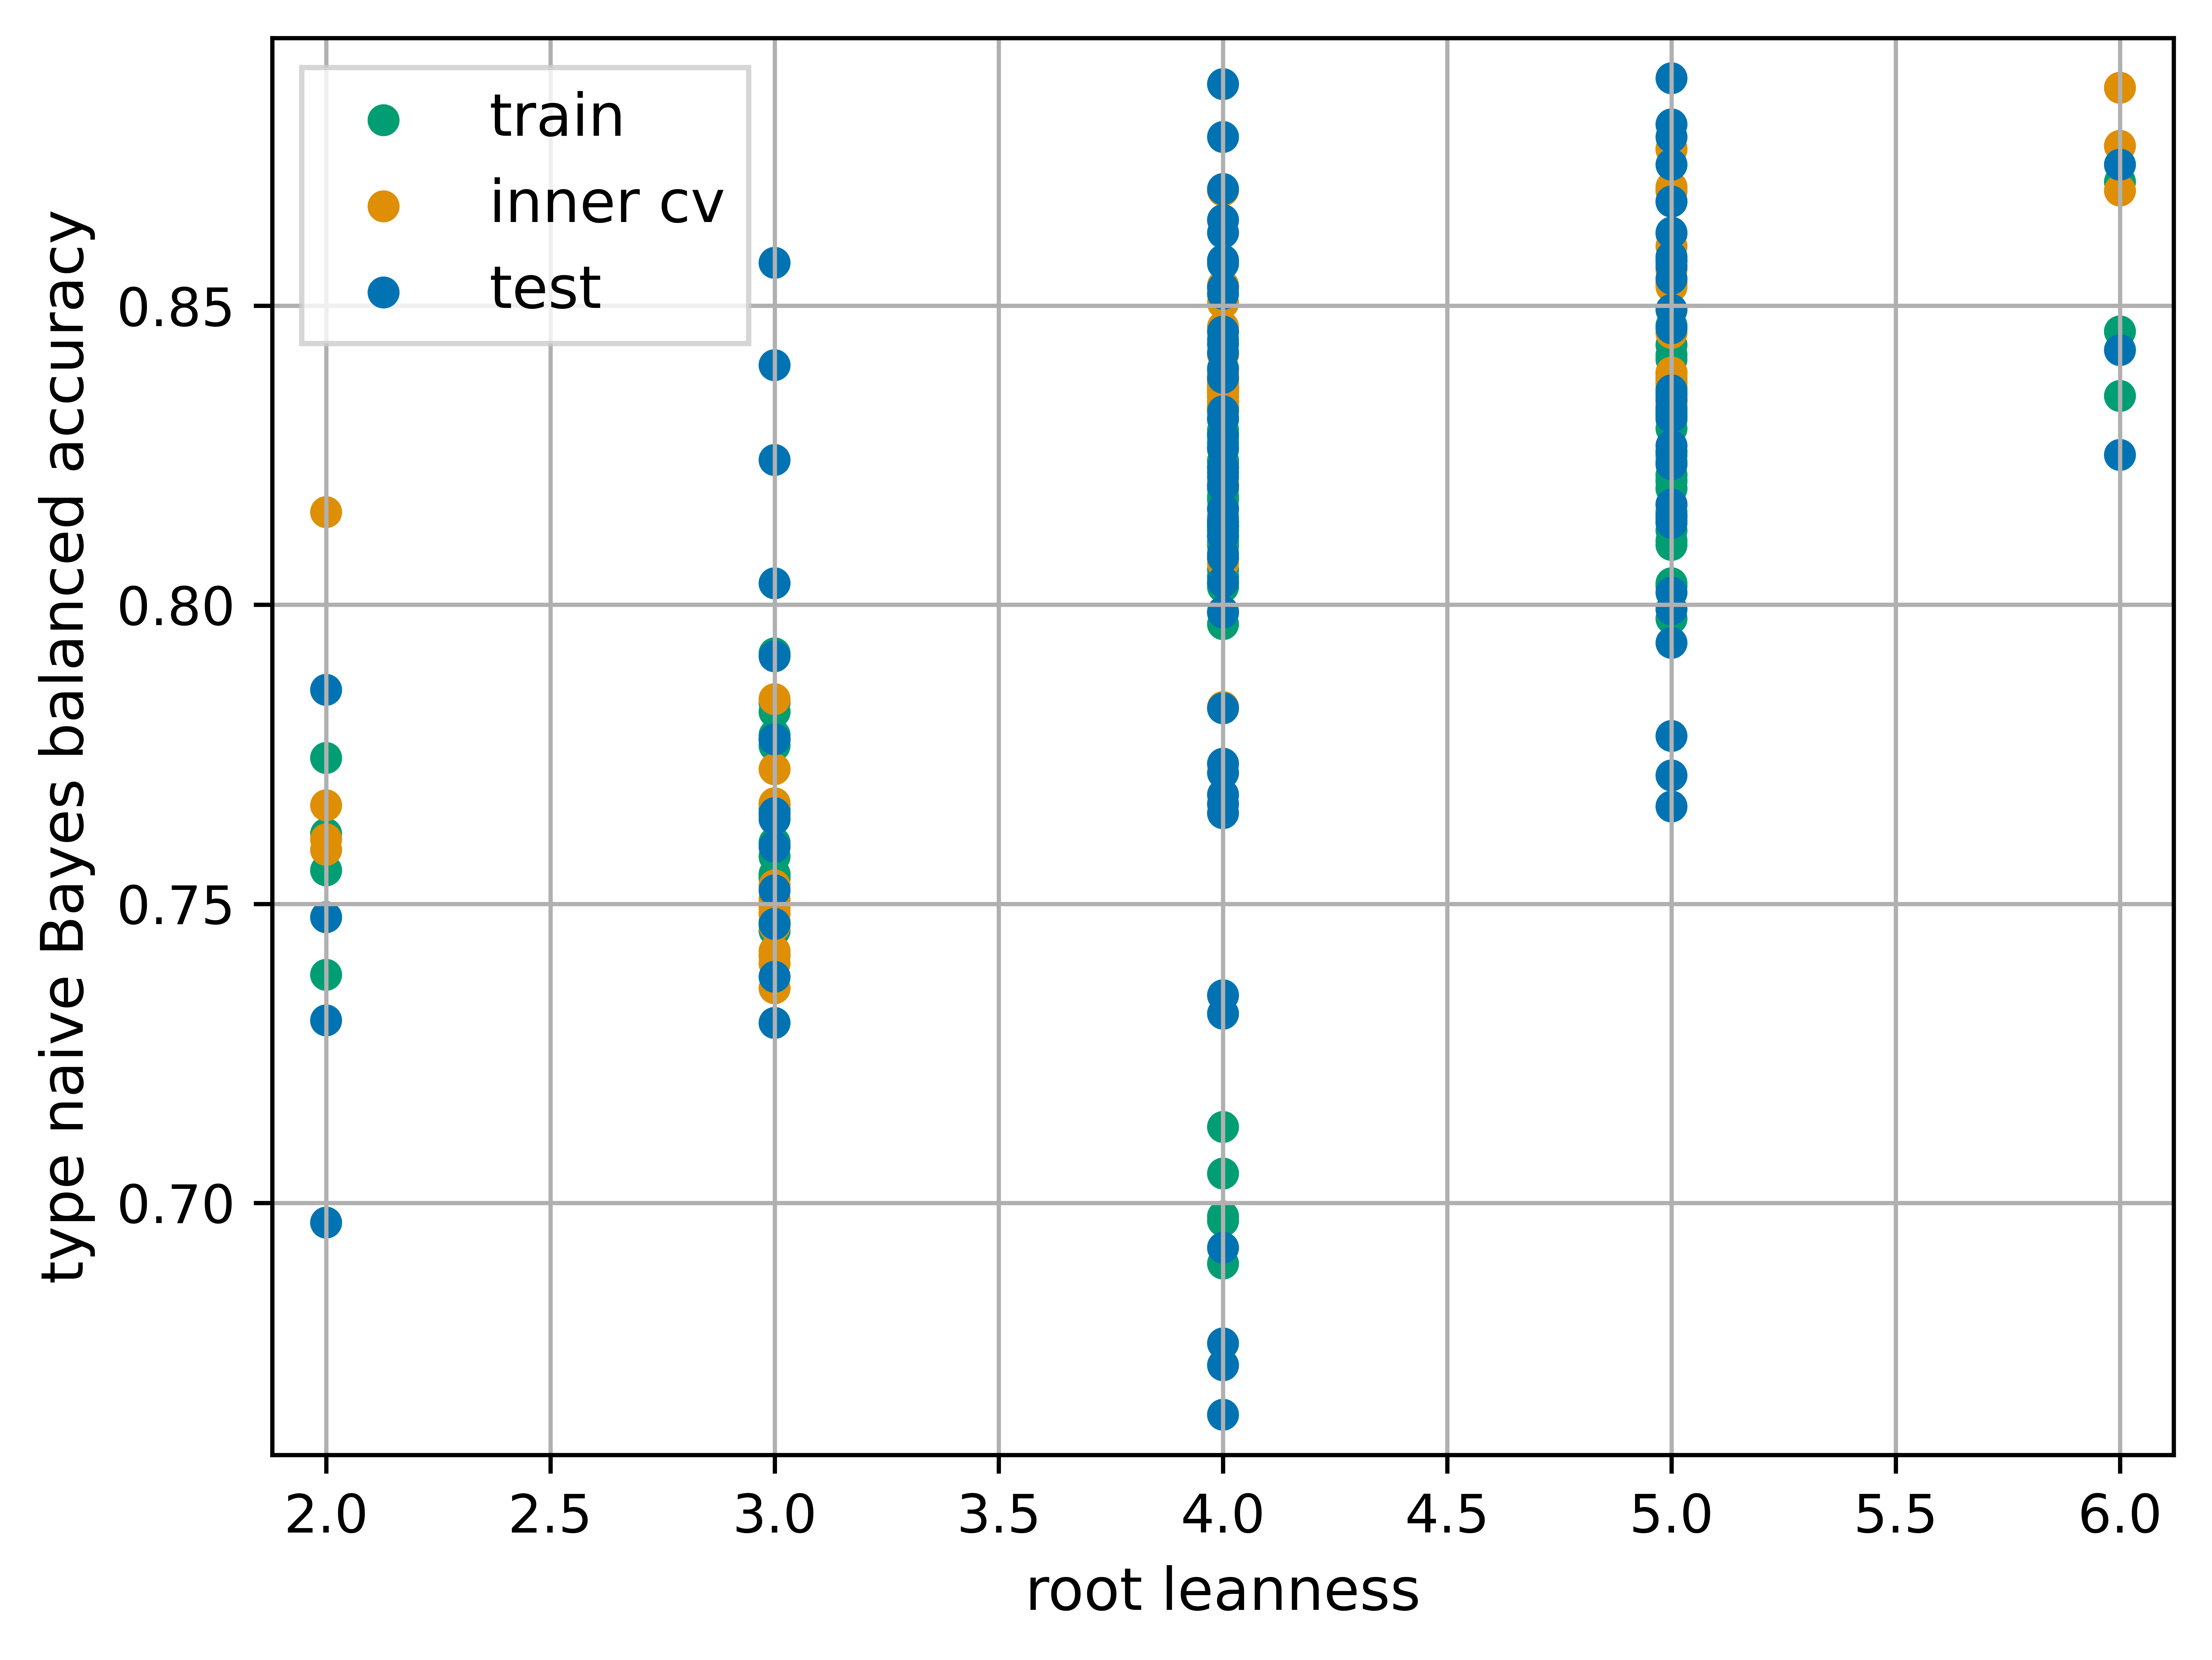 train
inner cv
test
type naive Bayes balanced accuracy
0.85
0.80
0.75
0.70
2.0 2.5 3.0 3.5 4.0 4.5 5.0 5.5 6.0
root leanness